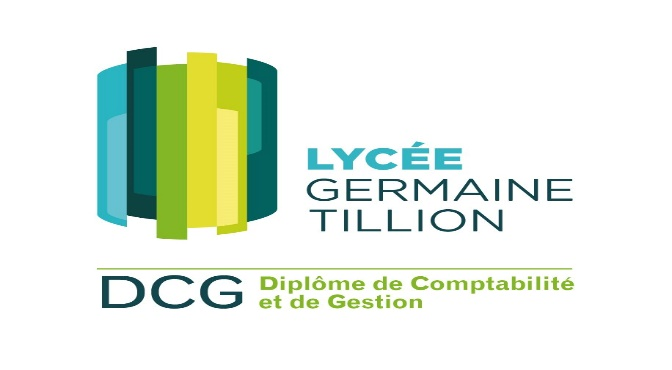 LYCÉE
GERMAINE
TILLION
DCG Diplôme de Comptabilité
et de Gestion